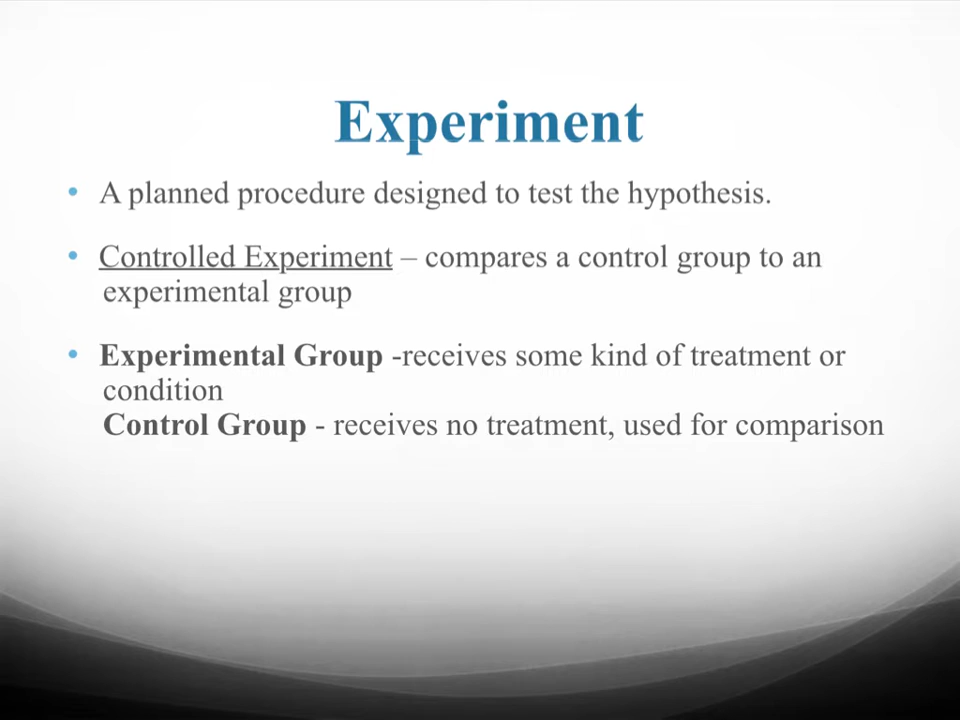 Experiment
• A planned procedure designed to test the hypothesis.
• Controlled Experiment – compares a control group to an
experimental group
• Experimental Group -receives some kind of treatment or
condition
Control Group - receives no treatment, used for comparison